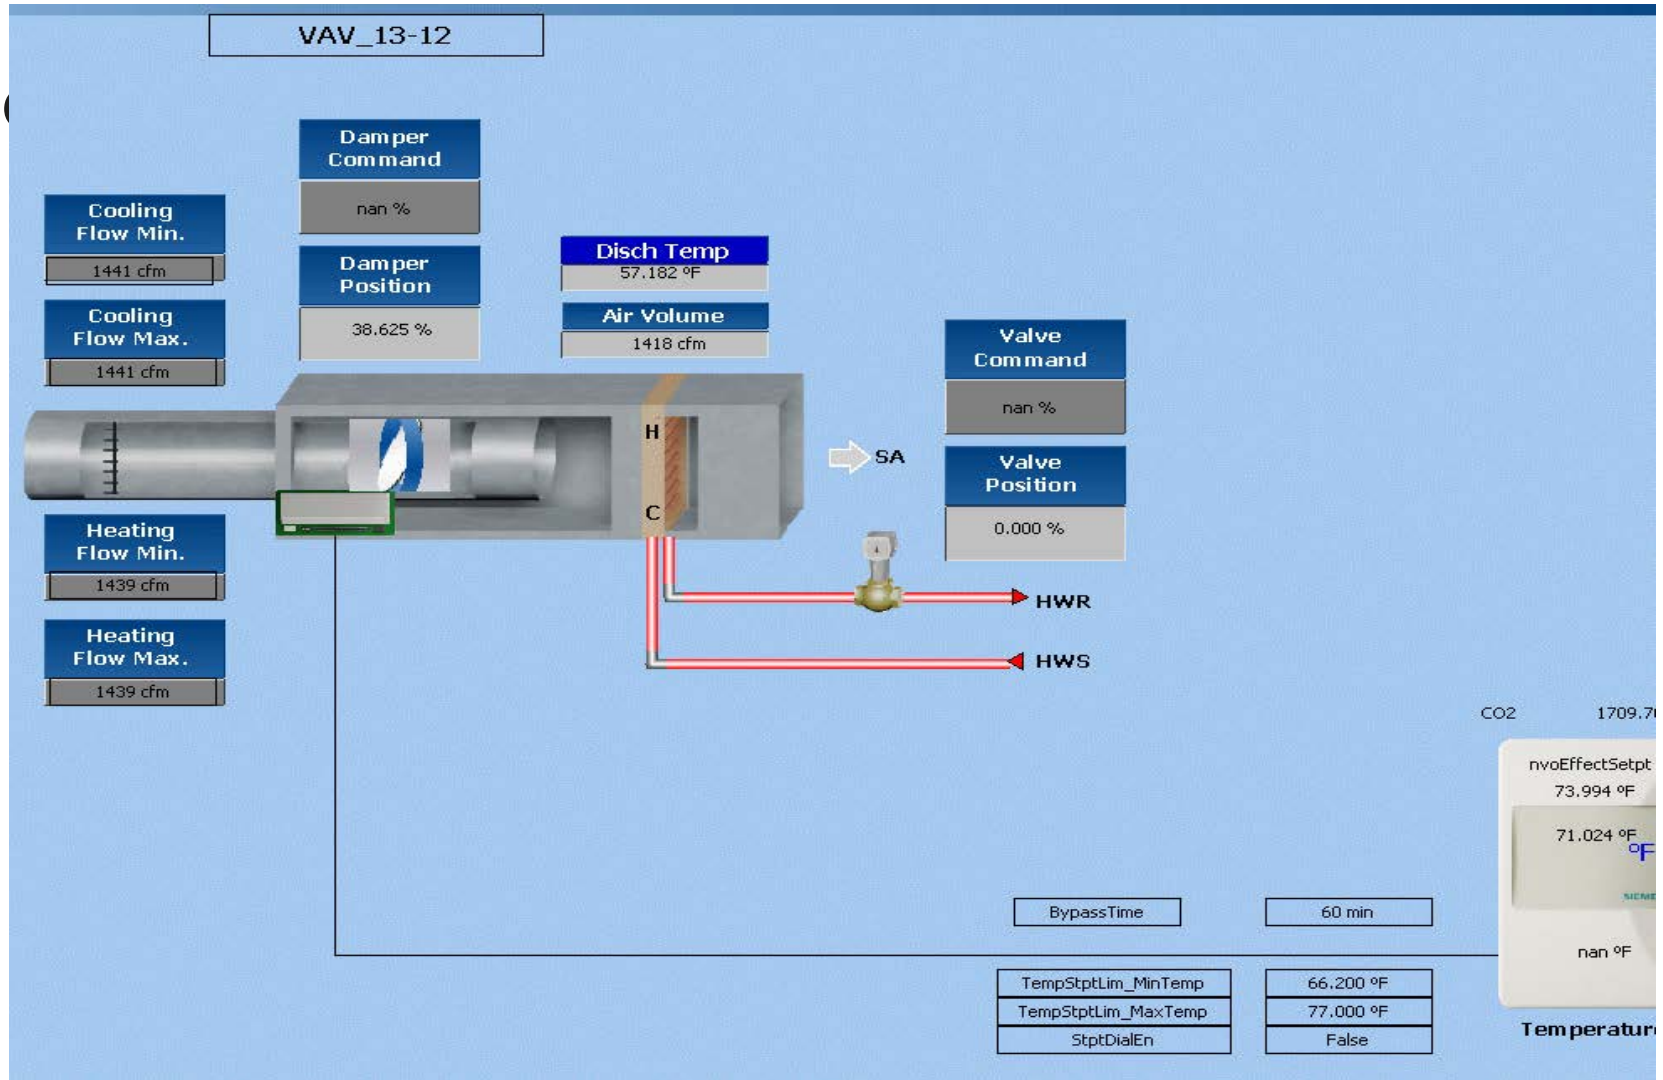 VAV_13-12
Damper
Command
nan %
Cooling
Flow Min.
1441 cfm
Damper
Position
38.625 %
Disch Temp
57.182 ºF
Cooling
Flow Max.
1441 cfm
Air Volume
1418 cfm
Valve
Command
nan %
H
C
SA
Valve
Position
0.000 %
Heating
Flow Min.
1439 cfm
HWR
Heating
Flow Max.
1439 cfm
HWS
CO2 1709.7
nvoEffectSetpt
73.994 ºF
71.024 ºF
ºF
BypassTime 60 min
nan ºF
TempStptLim_MinTemp 66.200 ºF
TempStptLim_MaxTemp 77.000 ºF
StptDialEn False
Temperature